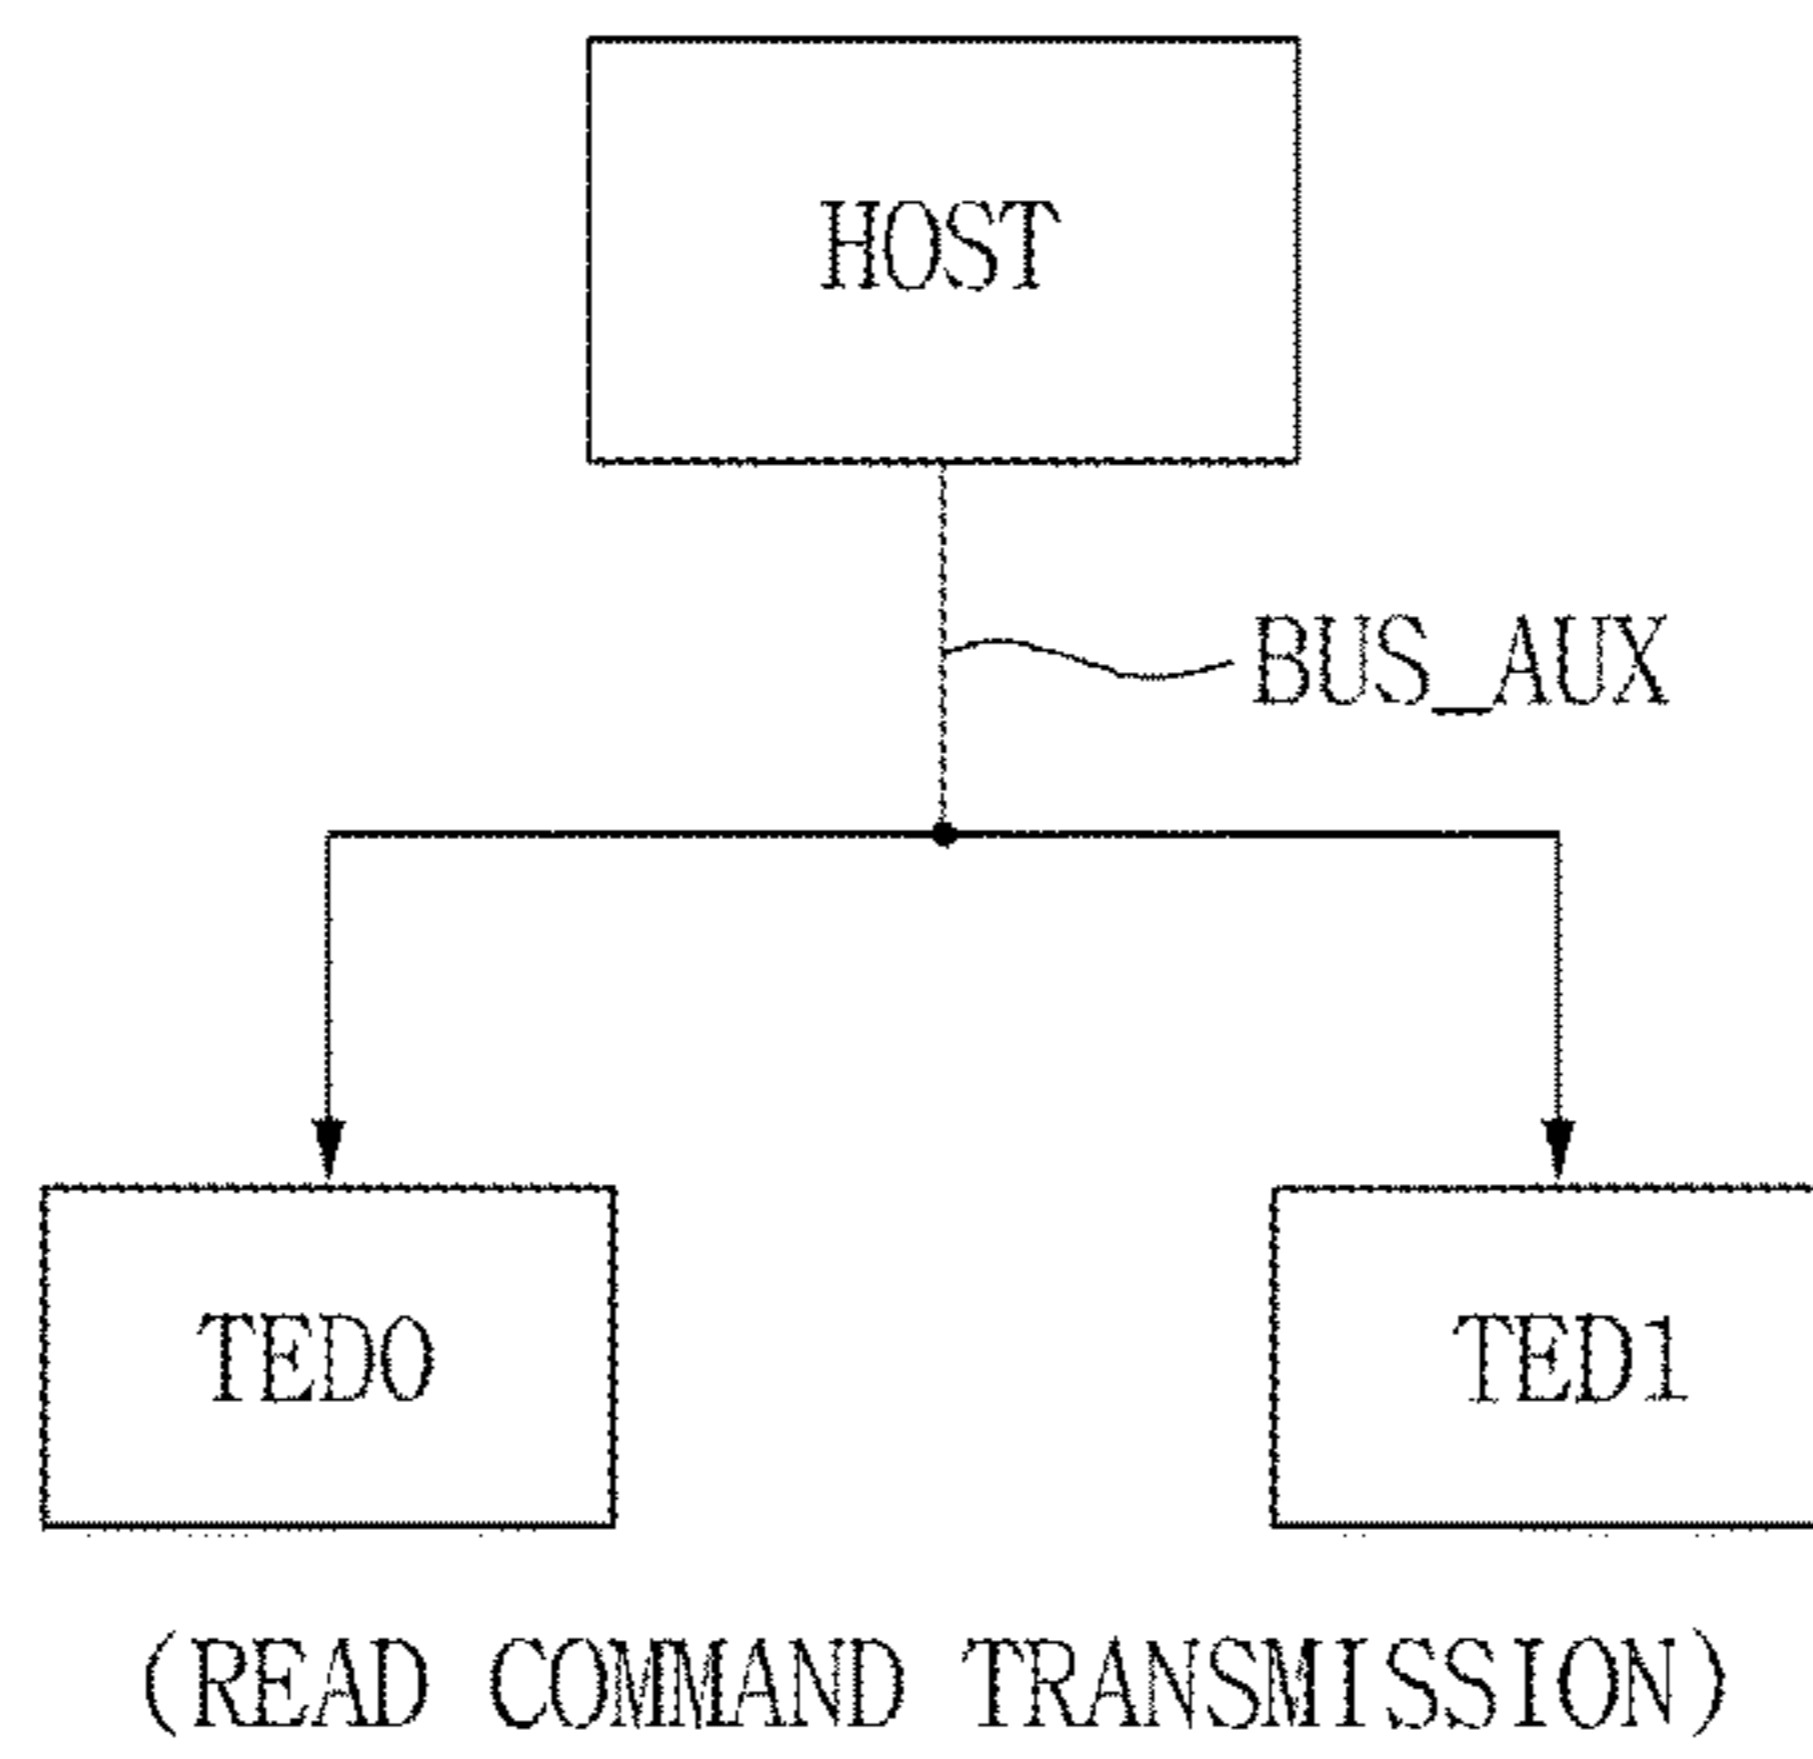 HOST
BUS_AUX
TED0
TED1
(READ COMMAND TRANSMISSION)